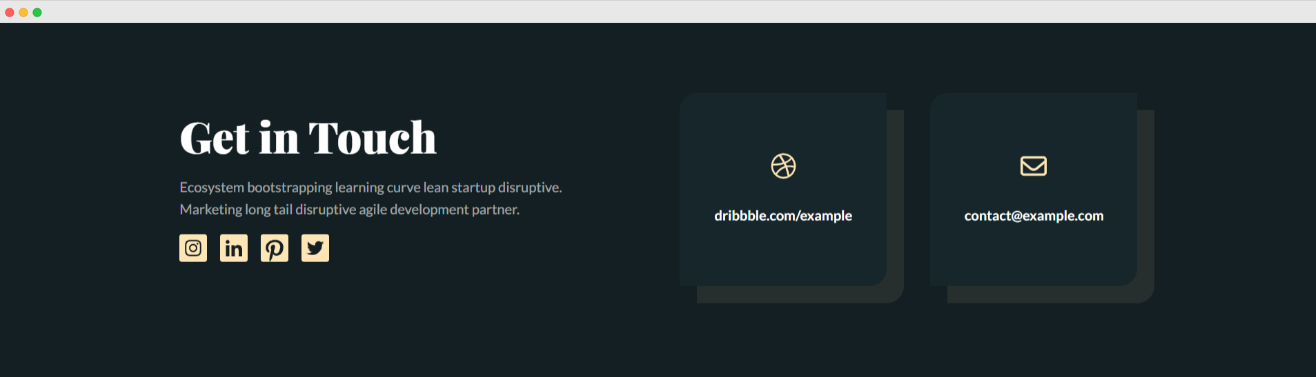 Get in Touch
Ecosystem bootstrapping learning curve lean startup disruptive.
Marketing long tail disruptive agile development partner.
dribbble.com/example
contact@example.com